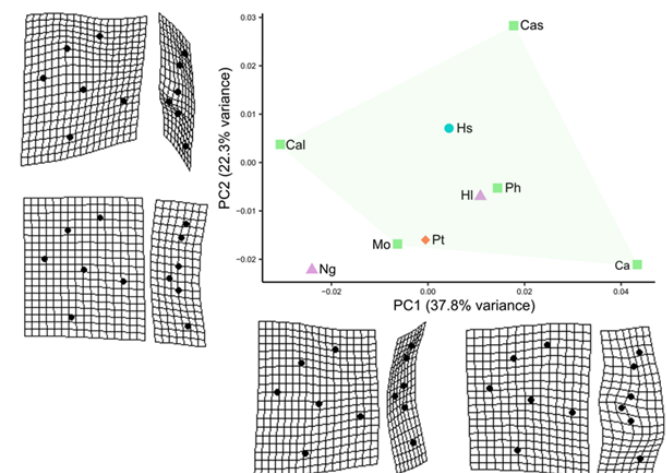 0.03
0.02
0.01
0.00
−0.01
−0.02
PC2 (22.3% variance)
Cas
Hs
Cal
Ph
Hl
Pt
Mo
Ca
Ng
−0.02
0.00
0.02
0.04
PC1 (37.8% variance)